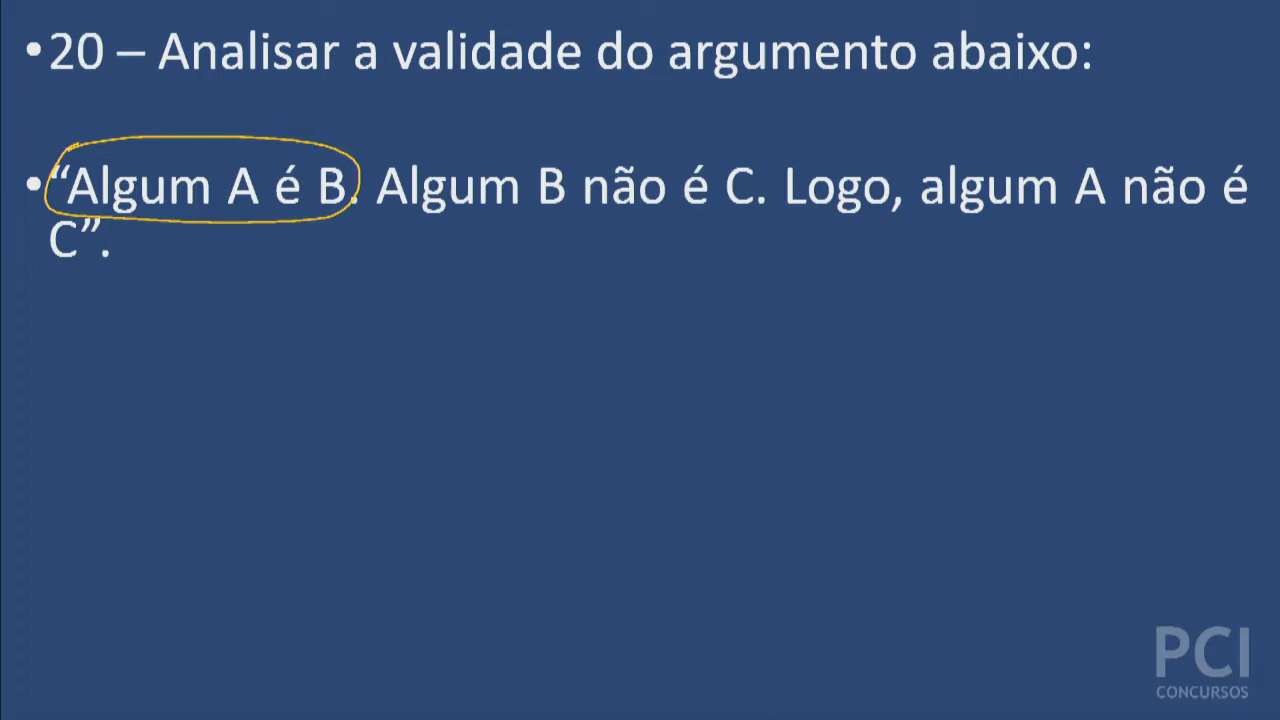 •20 – Analisar a validade do argumento abaixo:
•“Algum A é B. Algum B não é C. Logo, algum A não é
C”.
PCI
CONCURSOS